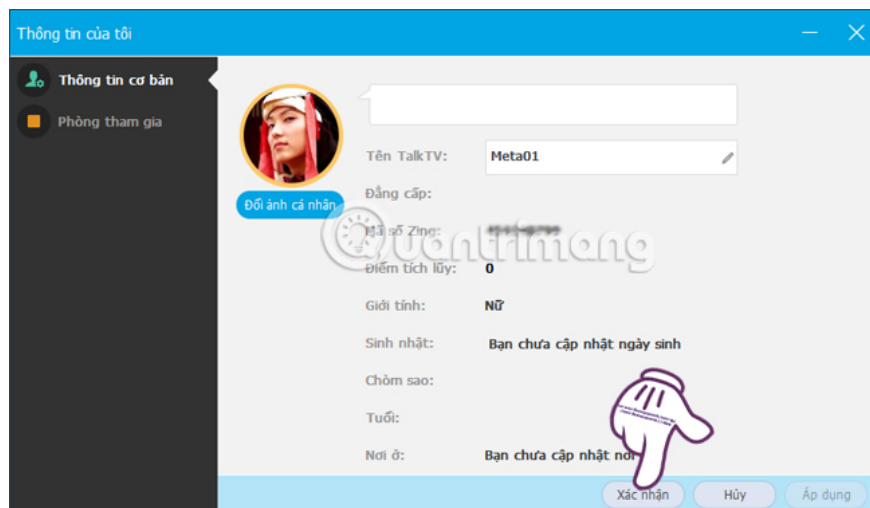 Thông tin của tôi
Thông tin cơ bản
Phòng tham gia
Đổi ảnh cá nhân
Tên TalkTV: Meta01
Đẳng cấp:
Mã số Zing:
Quantrimang
Điểm tích lũy: 0
Giới tính: Nữ
Sinh nhật: Bạn chưa cập nhật ngày sinh
Chòm sao:
Tuổi:
Nơi ở: Bạn chưa cập nhật nơi
Xác nhận Hủy Áp dụng